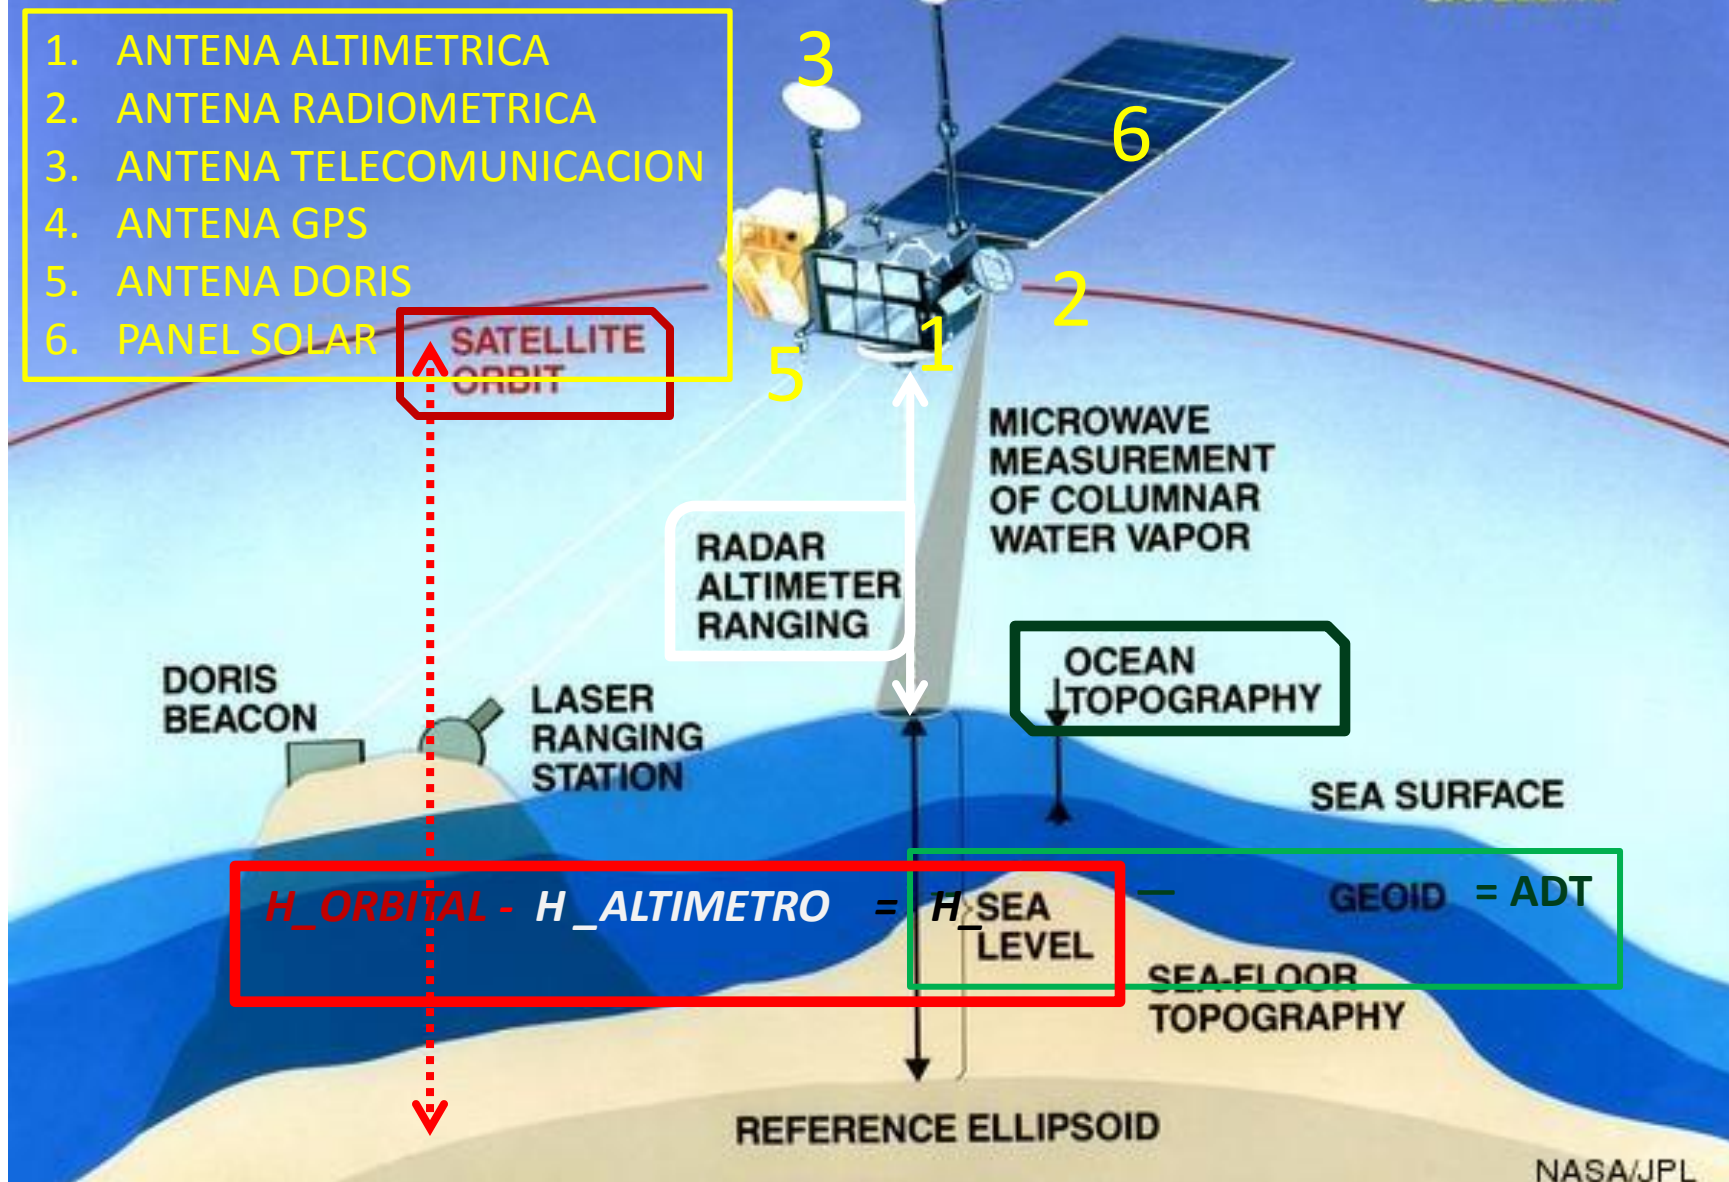 1. ANTENA ALTIMETRICA
2. ANTENA RADIOMETRICA
3. ANTENA TELECOMUNICACION
4. ANTENA GPS
5. ANTENA DORIS
6. PANEL SOLAR
3
6
2
1
5
SATELLITE
ORBIT
MICROWAVE
MEASUREMENT
OF COLUMNAR
WATER VAPOR
RADAR
ALTIMETER
RANGING
OCEAN
TOPOGRAPHY
DORIS
BEACON
LASER
RANGING
STATION
SEA SURFACE
H_ORBITAL - H_ALTIMETRO = H_ SEA
LEVEL
— GEOID = ADT
SEA-FLOOR
TOPOGRAPHY
REFERENCE ELLIPSOID
NASA/JPL